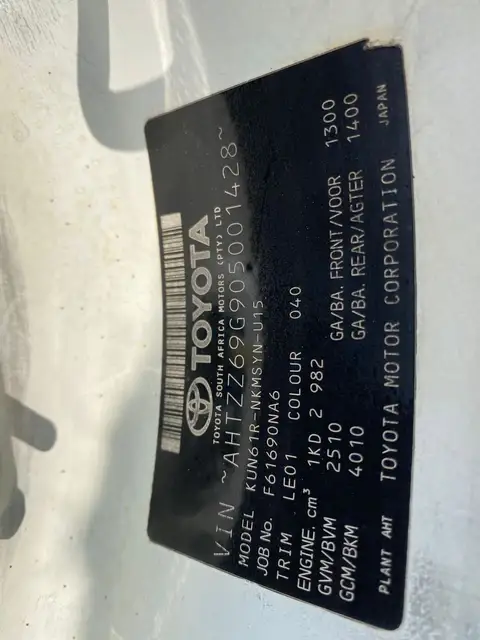 TOYOTA
TOYOTA SOUTH AFRICA MOTORS (PTY) LTD
VIN ~AHTZZ69G905001428~
MODEL KUN61R-NKMSYN-U15
JOB No. F61690NA6
TRIM LE01 COLOUR 040
ENGINE. cm³ 1KD 2 982
GVM/BVM 2510 GA/BA. FRONT/VOOR 1300
GCM/BKM 4010 GA/BA. REAR/AGTER 1400
PLANT AHT TOYOTA MOTOR CORPORATION JAPAN